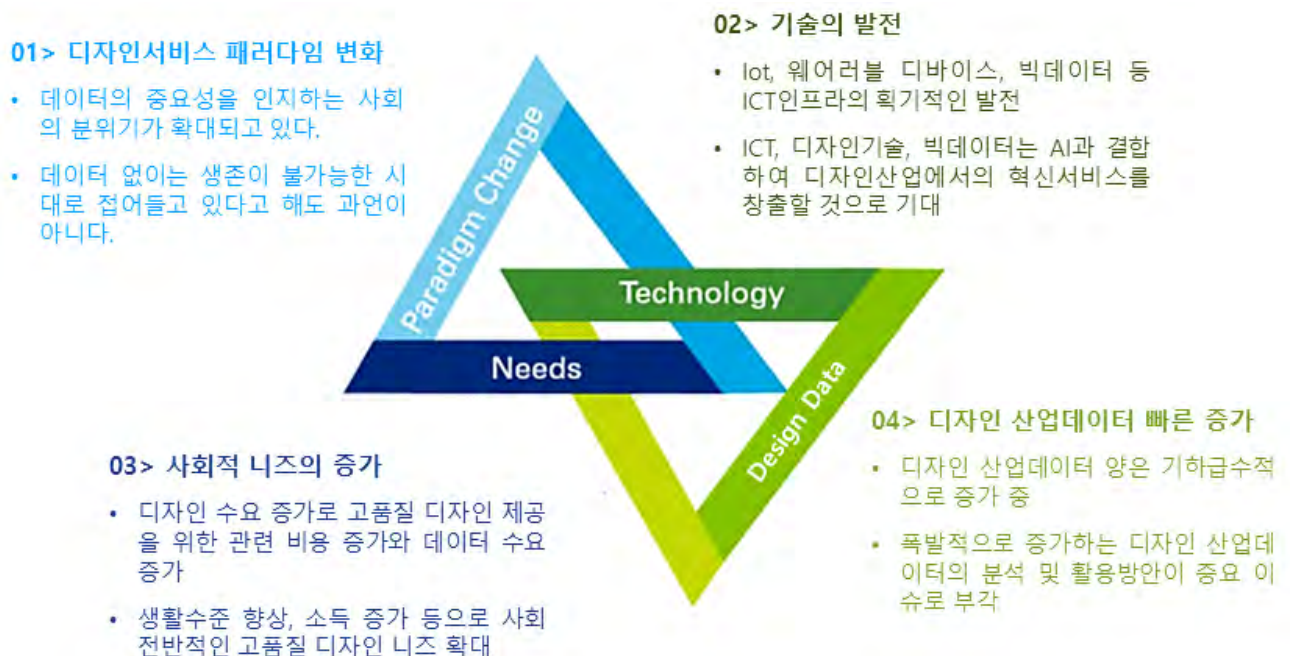 01> 디자인서비스 패러다임 변화
• 데이터의 중요성을 인지하는 사회
의 분위기가 확대되고 있다.
• 데이터 없이는 생존이 불가능한 시
대로 접어들고 있다고 해도 과언이
아니다.
02> 기술의 발전
• Iot, 웨어러블 디바이스, 빅데이터 등
ICT인프라의 획기적인 발전
• ICT, 디자인기술, 빅데이터는 AI과 결합
하여 디자인산업에서의 혁신서비스를
창출할 것으로 기대
Paradigm Change
Technology
Needs
Design Data
03> 사회적 니즈의 증가
• 디자인 수요 증가로 고품질 디자인 제공
을 위한 관련 비용 증가와 데이터 수요
증가
• 생활수준 향상, 소득 증가 등으로 사회
전반적인 고품질 디자인 니즈 확대
04> 디자인 산업데이터 빠른 증가
• 디자인 산업데이터 양은 기하급수적
으로 증가 중
• 폭발적으로 증가하는 디자인 산업데
이터의 분석 및 활용방안이 중요 이
슈로 부각